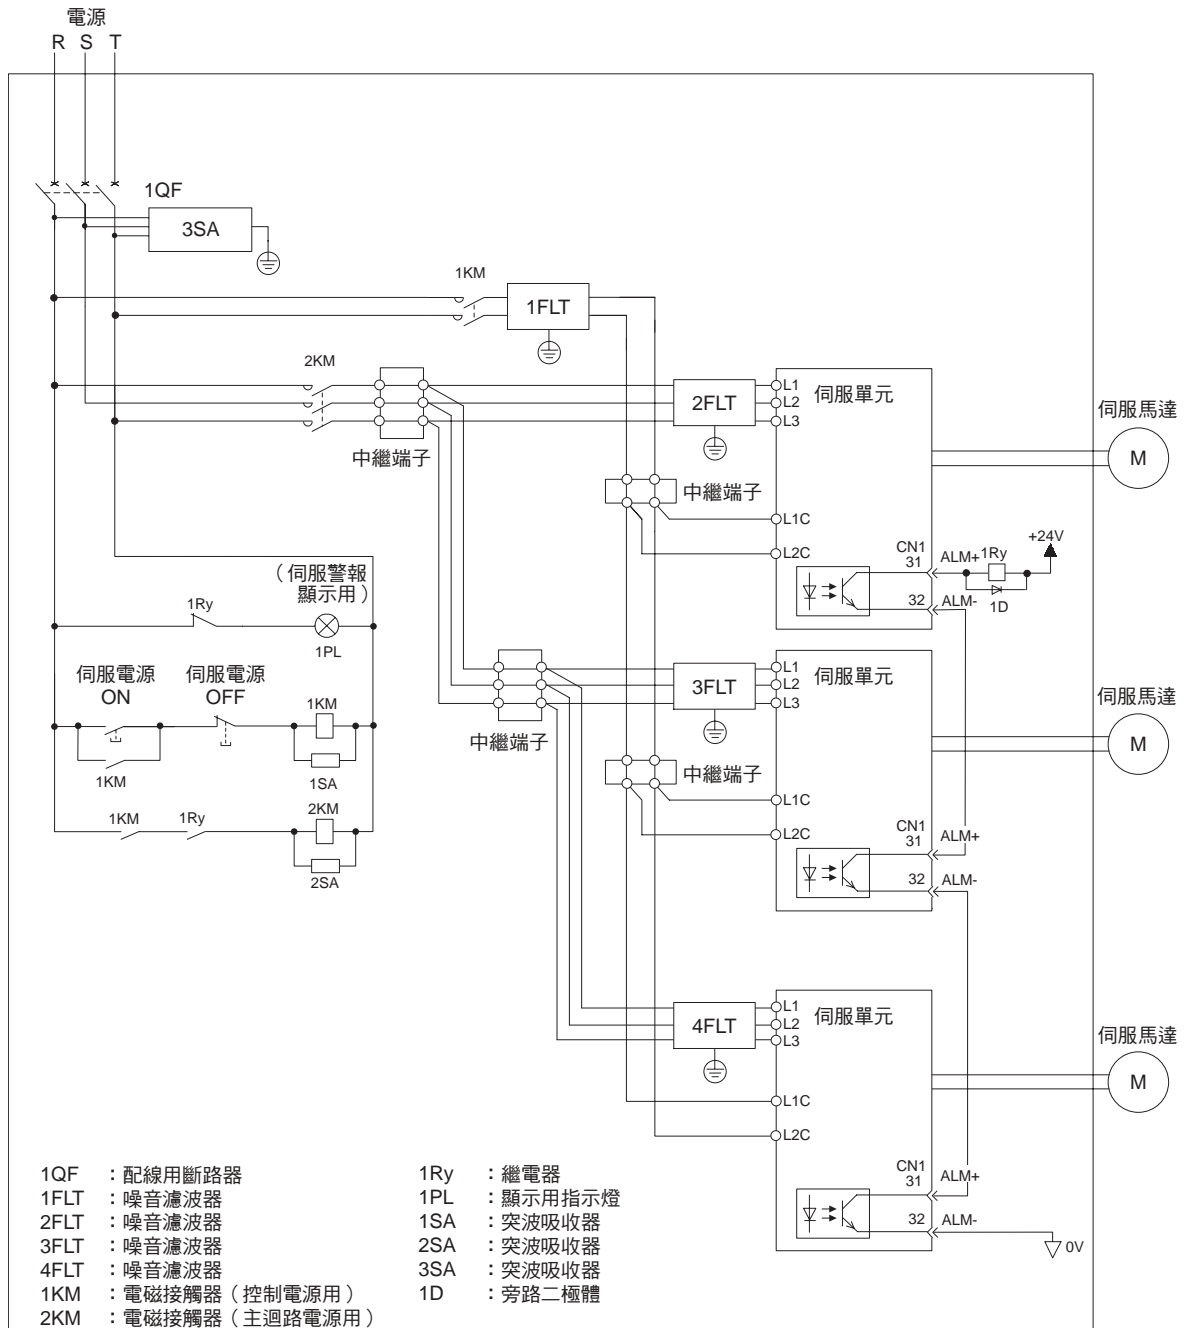 電源
R S T
1QF
3SA
1KM
1FLT
2KM
中繼端子
2FLT
L1
L2
L3
伺服單元
伺服馬達
M
中繼端子
L1C
L2C
CN1
31
ALM+
1Ry
+24V
1D
32
ALM-
（伺服警報
顯示用）
1Ry
1PL
伺服電源
ON
伺服電源
OFF
1KM
1KM
1SA
1KM
1Ry
2KM
2SA
中繼端子
3FLT
L1
L2
L3
伺服單元
伺服馬達
M
中繼端子
L1C
L2C
CN1
31
ALM+
32
ALM-
4FLT
L1
L2
L3
伺服單元
伺服馬達
M
L1C
L2C
CN1
31
ALM+
32
ALM-
0V
1QF ：配線用斷路器
1FLT ：噪音濾波器
2FLT ：噪音濾波器
3FLT ：噪音濾波器
4FLT ：噪音濾波器
1KM ：電磁接觸器（控制電源用）
2KM ：電磁接觸器（主迴路電源用）
1Ry ：繼電器
1PL ：顯示用指示燈
1SA ：突波吸收器
2SA ：突波吸收器
3SA ：突波吸收器
1D ：旁路二極體